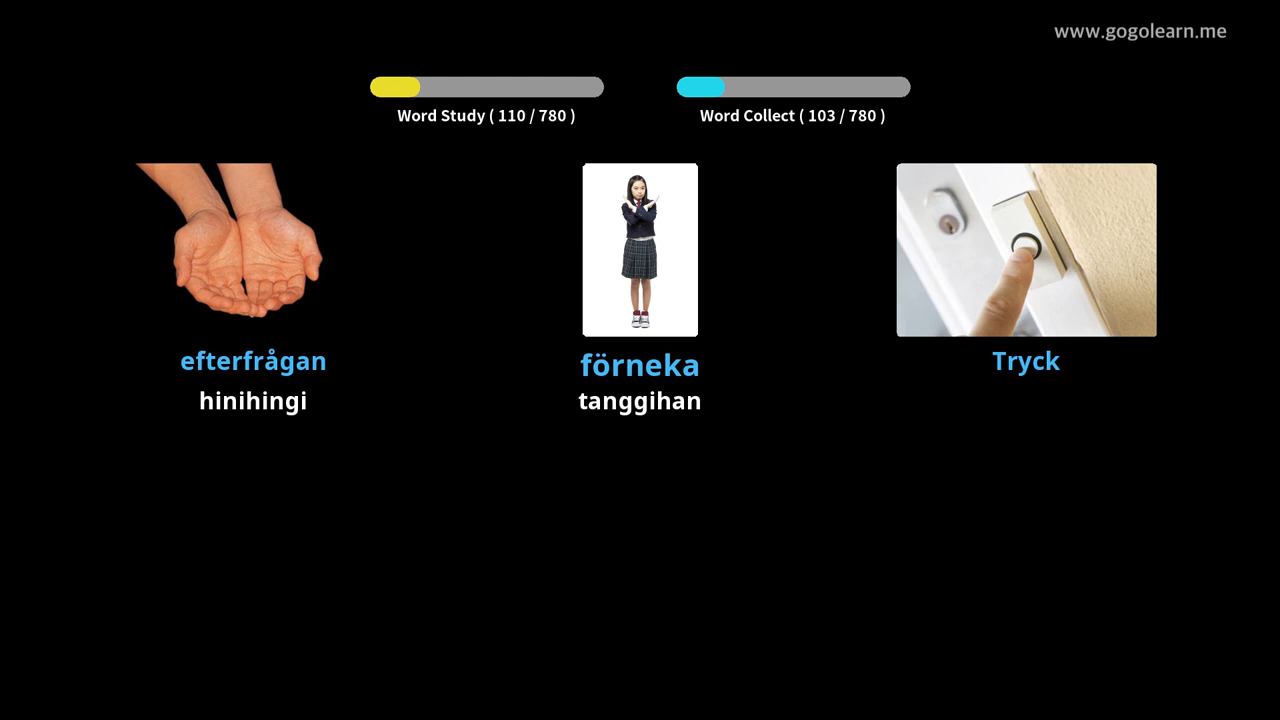 www.gogolearn.me
Word Study ( 110 / 780 )
Word Collect ( 103 / 780 )
efterfrågan
förneka
Tryck
hinihingi
tanggihan